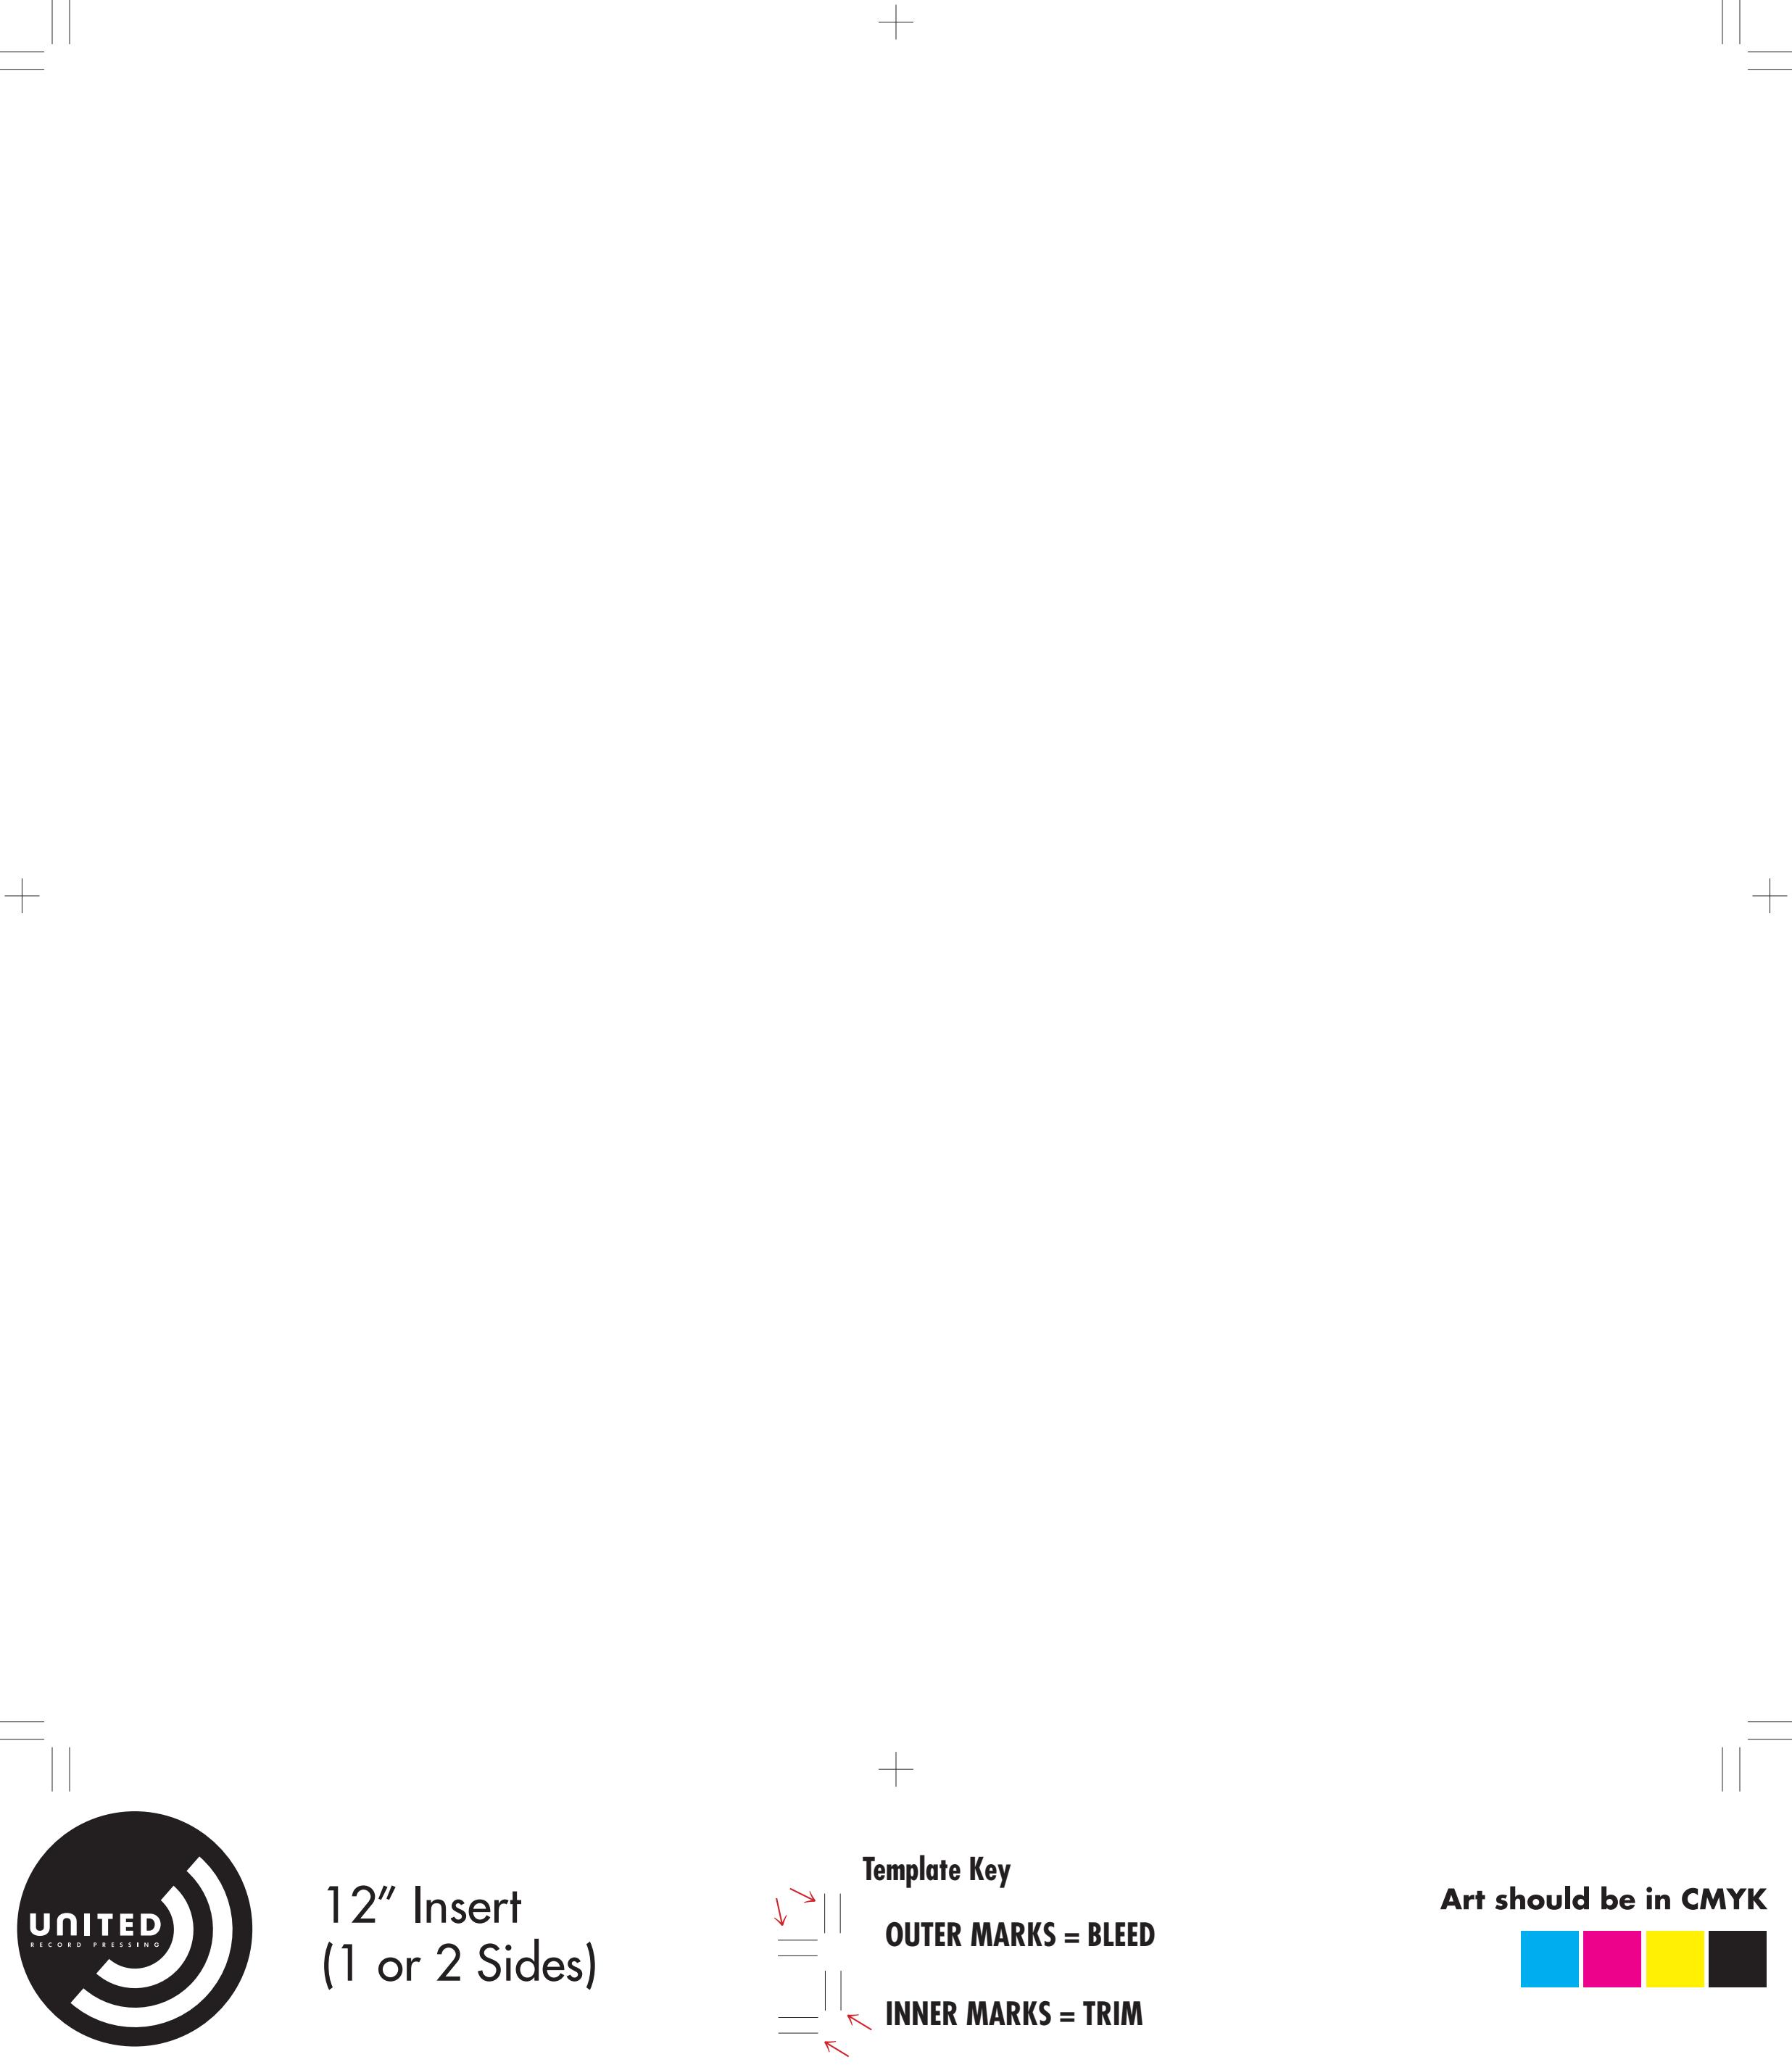 UNITED
RECORD PRESSING
12” Insert
(1 or 2 Sides)
Template Key
OUTER MARKS = BLEED
INNER MARKS = TRIM
Art should be in CMYK